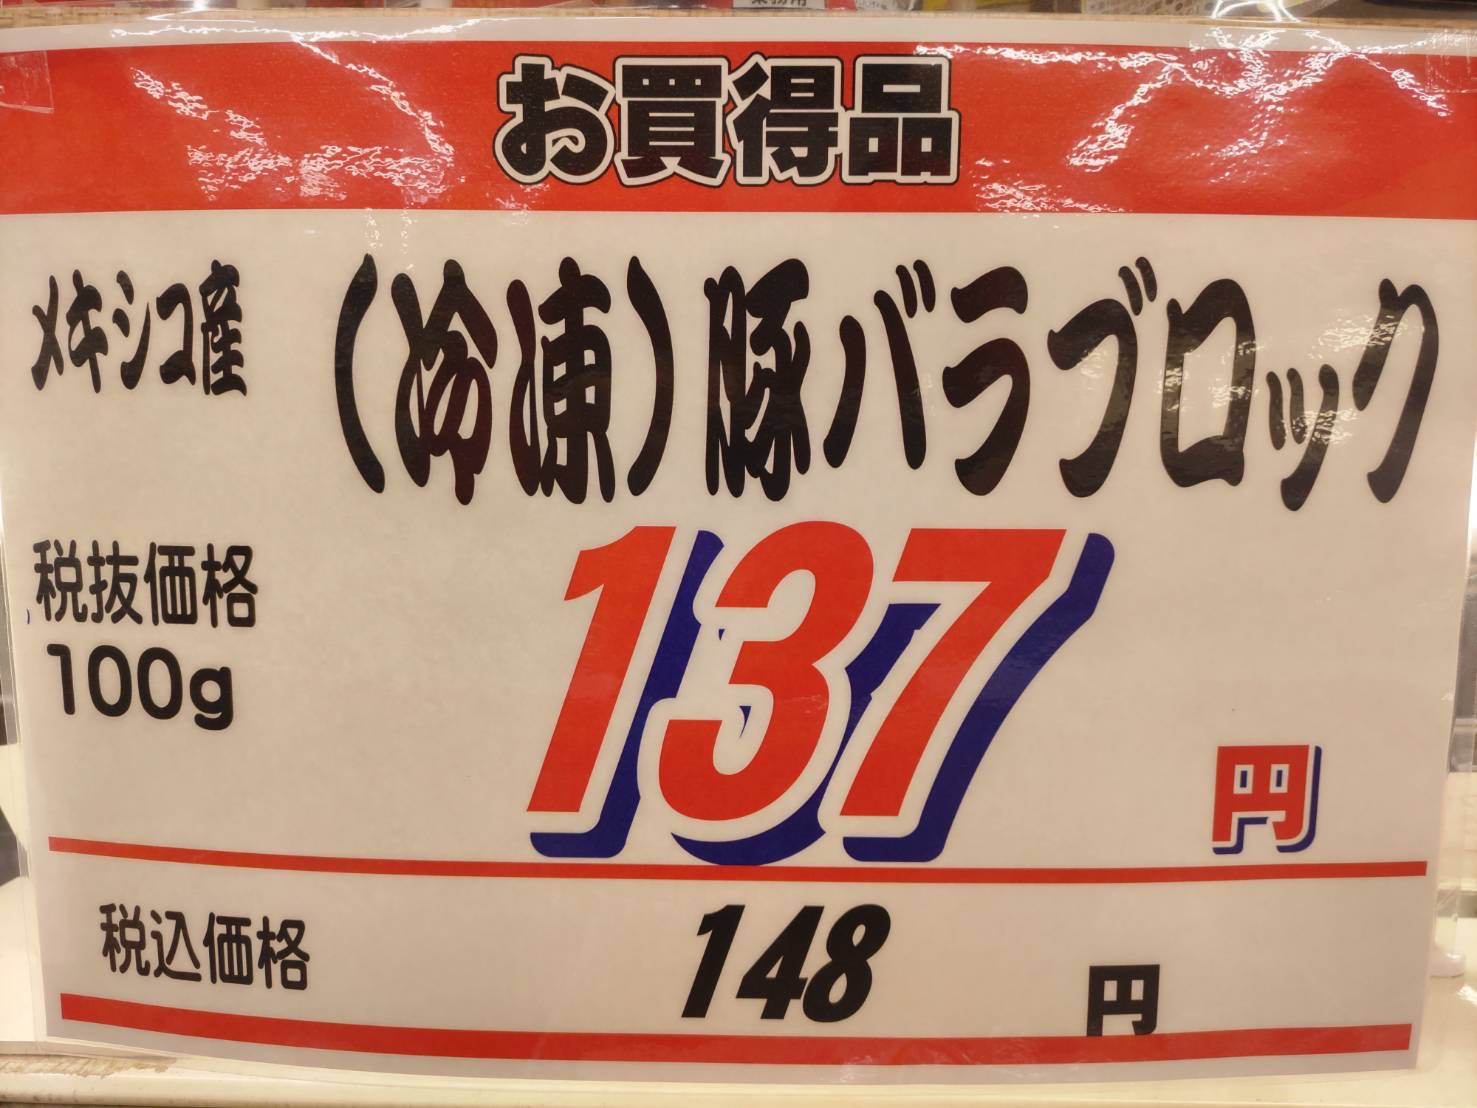 お買得品
メキシコ産 (冷凍)豚バラブロック
税抜価格
100g 137 円
税込価格 148 円